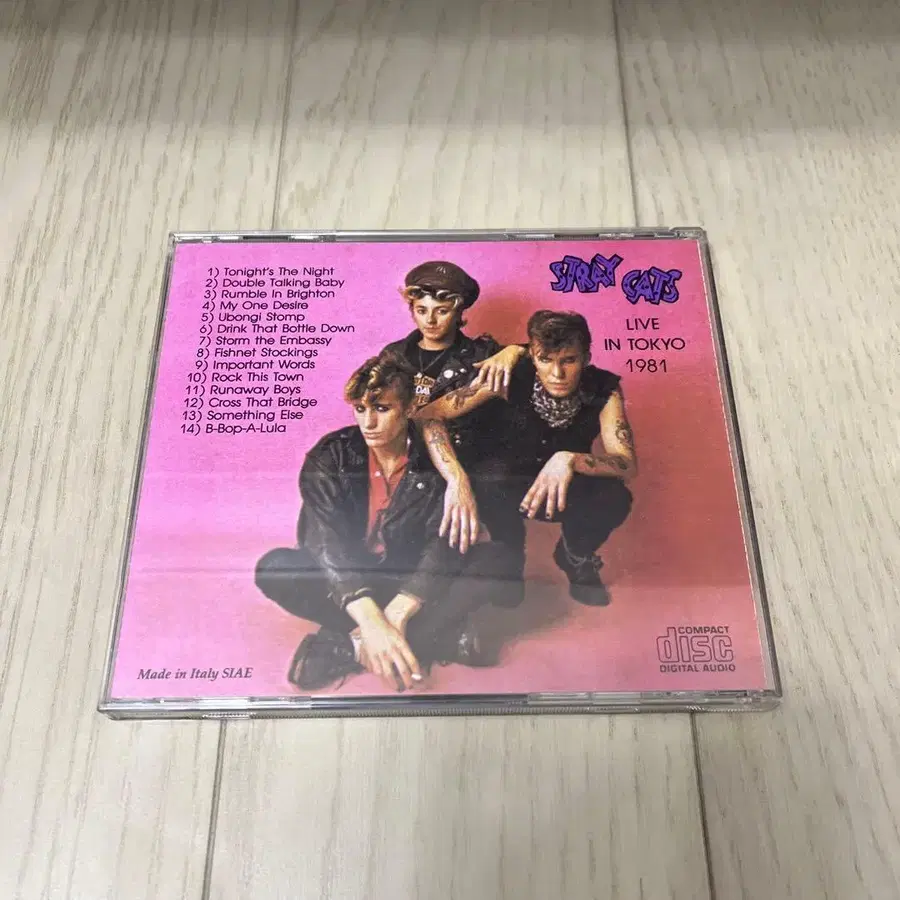 1) Tonight's The Night
2) Double Talking Baby
3) Rumble In Brighton
4) My One Desire
5) Ubongi Stomp
6) Drink That Bottle Down
7) Storm the Embassy
8) Fishnet Stockings
9) Important Words
10) Rock This Town
11) Runaway Boys
12) Cross That Bridge
13) Something Else
14) B-Bop-A-Lula
STRAY CATS
LIVE
IN TOKYO
1981
Made in Italy SIAE
COMPACT
disc
DIGITAL AUDIO